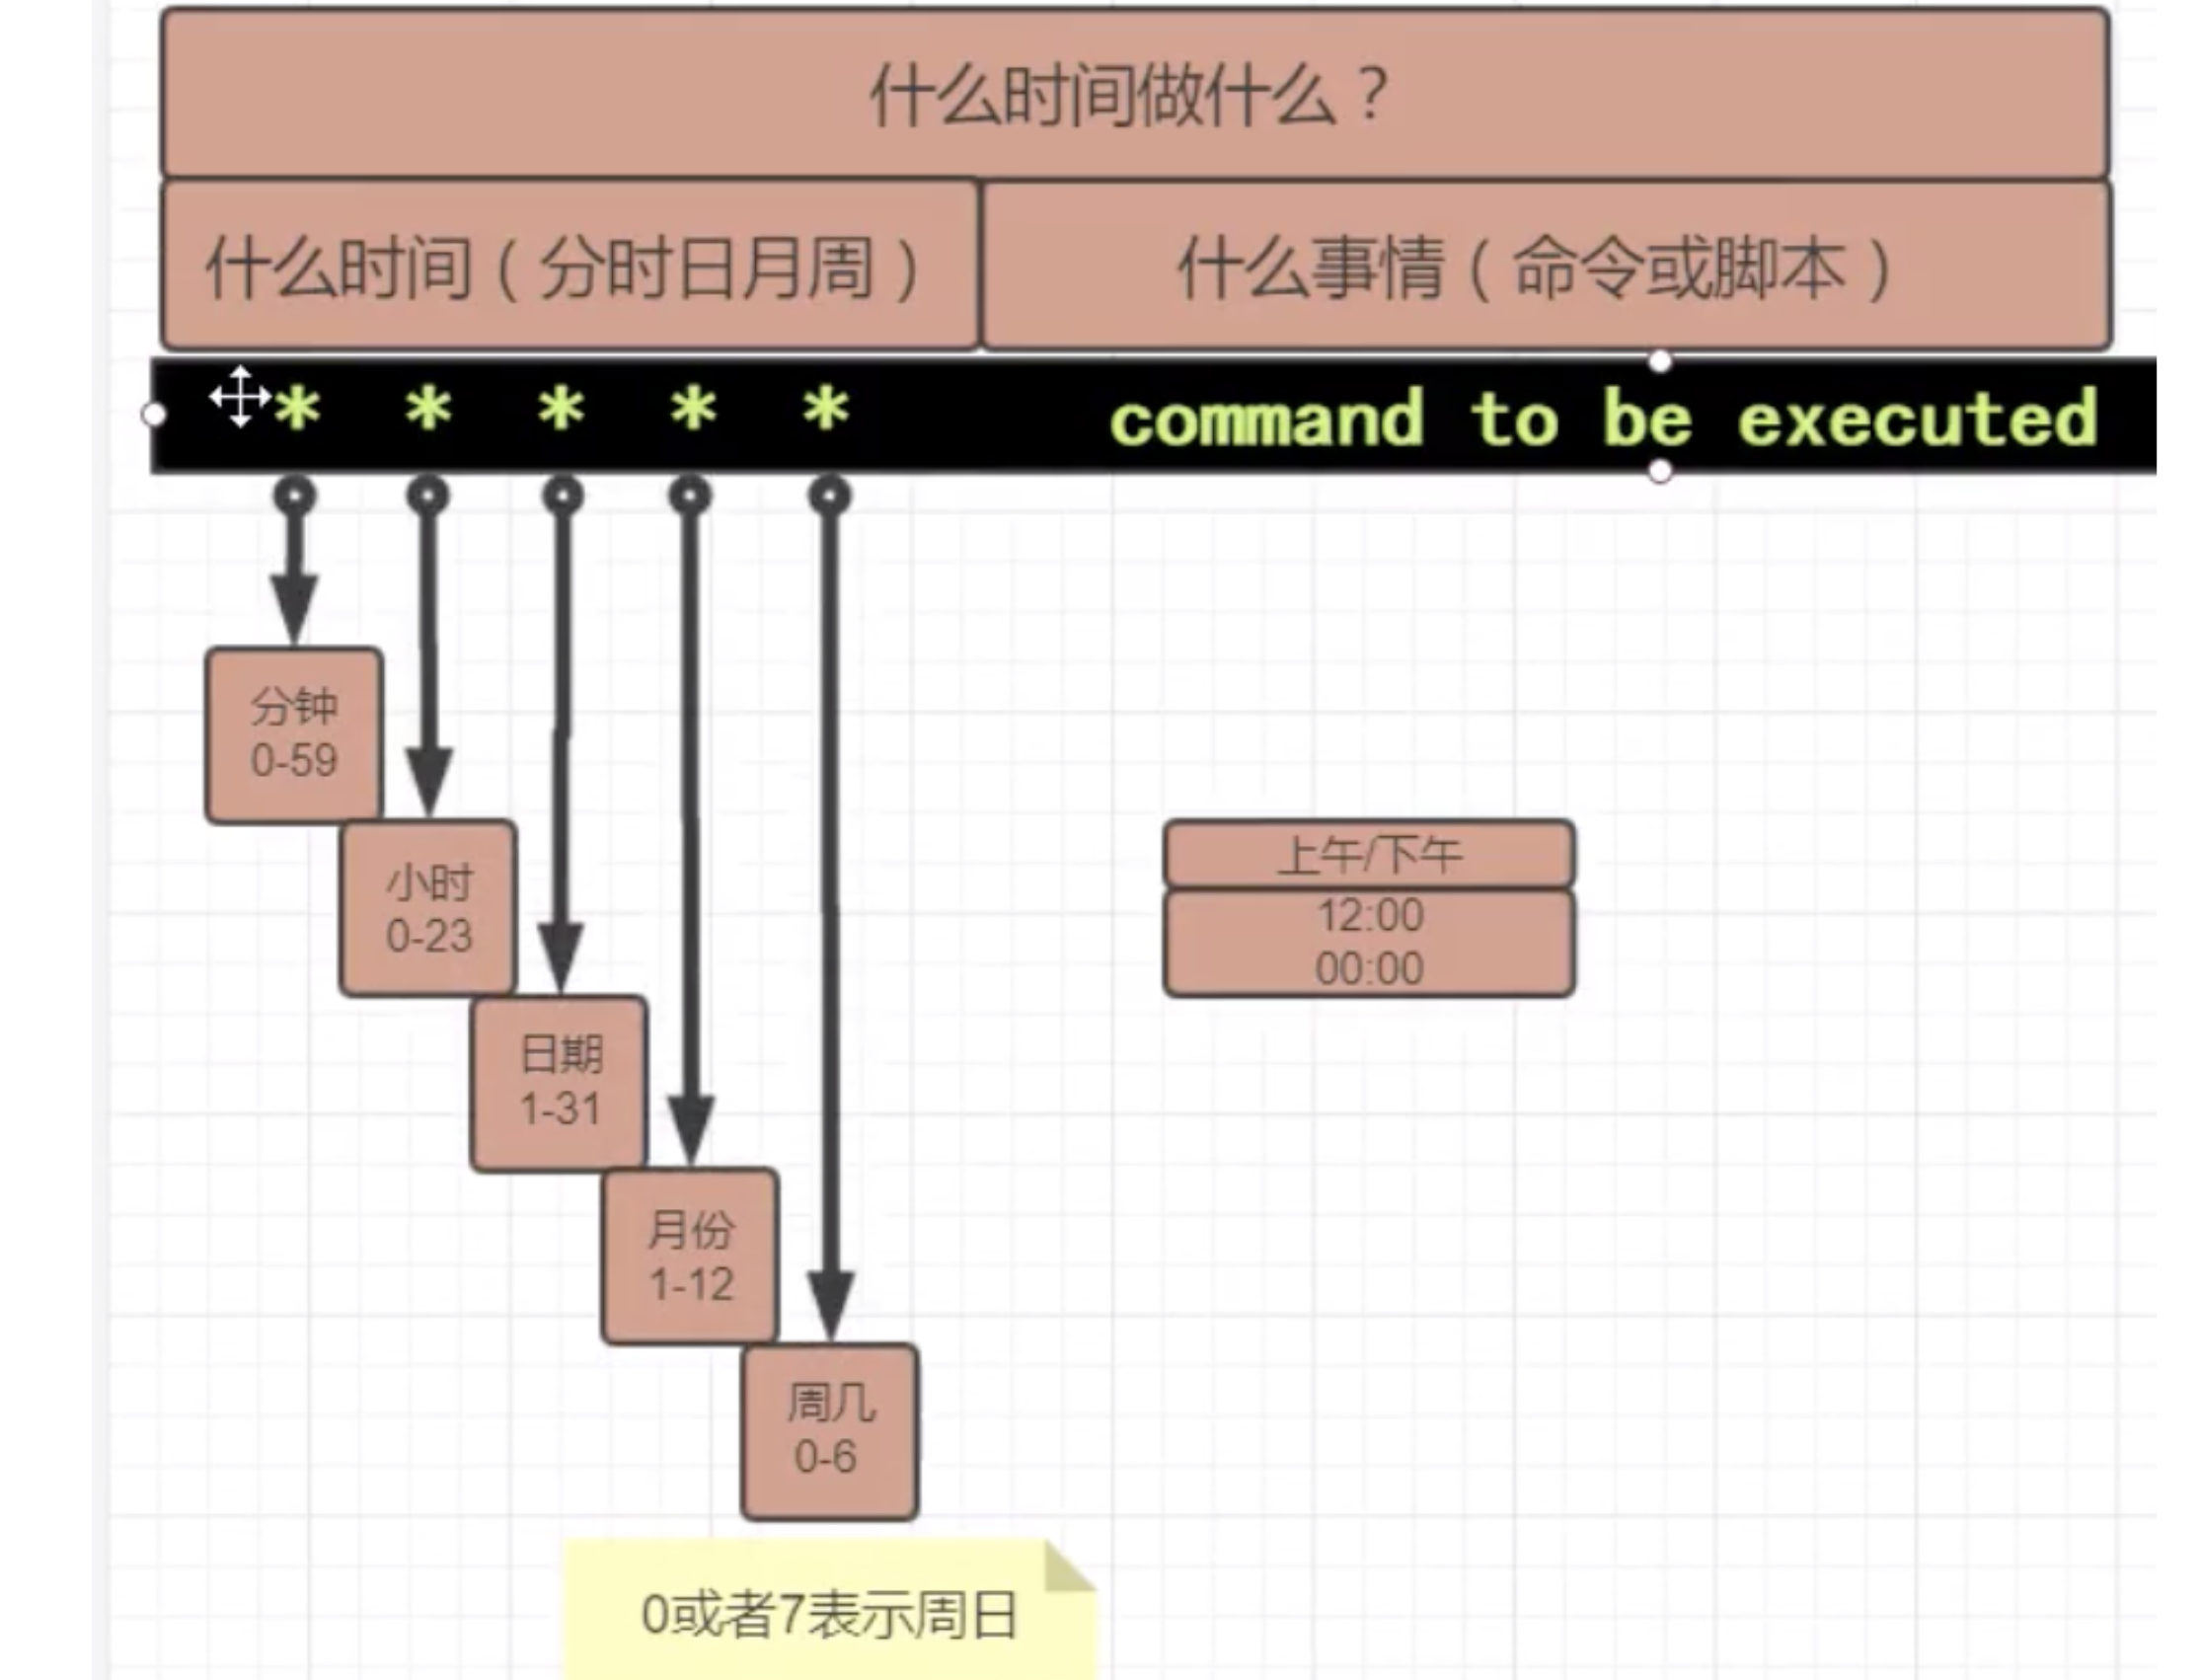 什么时间做什么？
什么时间（分时日月周）
什么事情（命令或脚本）
* * * * * command to be executed
分钟
0-59
小时
0-23
上午/下午
12:00
00:00
日期
1-31
月份
1-12
周几
0-6
0或者7表示周日